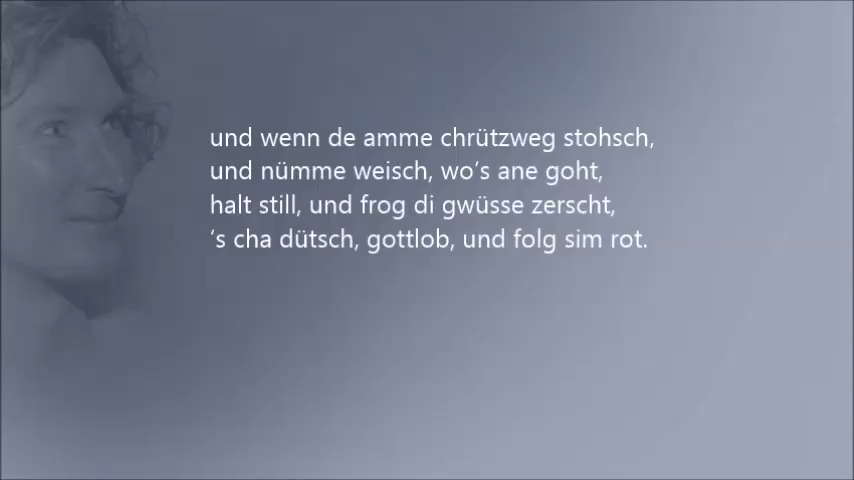 und wenn de amme chrützweg stohsch,
und nümme weisch, wo’s ane goht,
halt still, und frog di gwüsse zerscht,
‘s cha dütsch, gottlob, und folg sim rot.